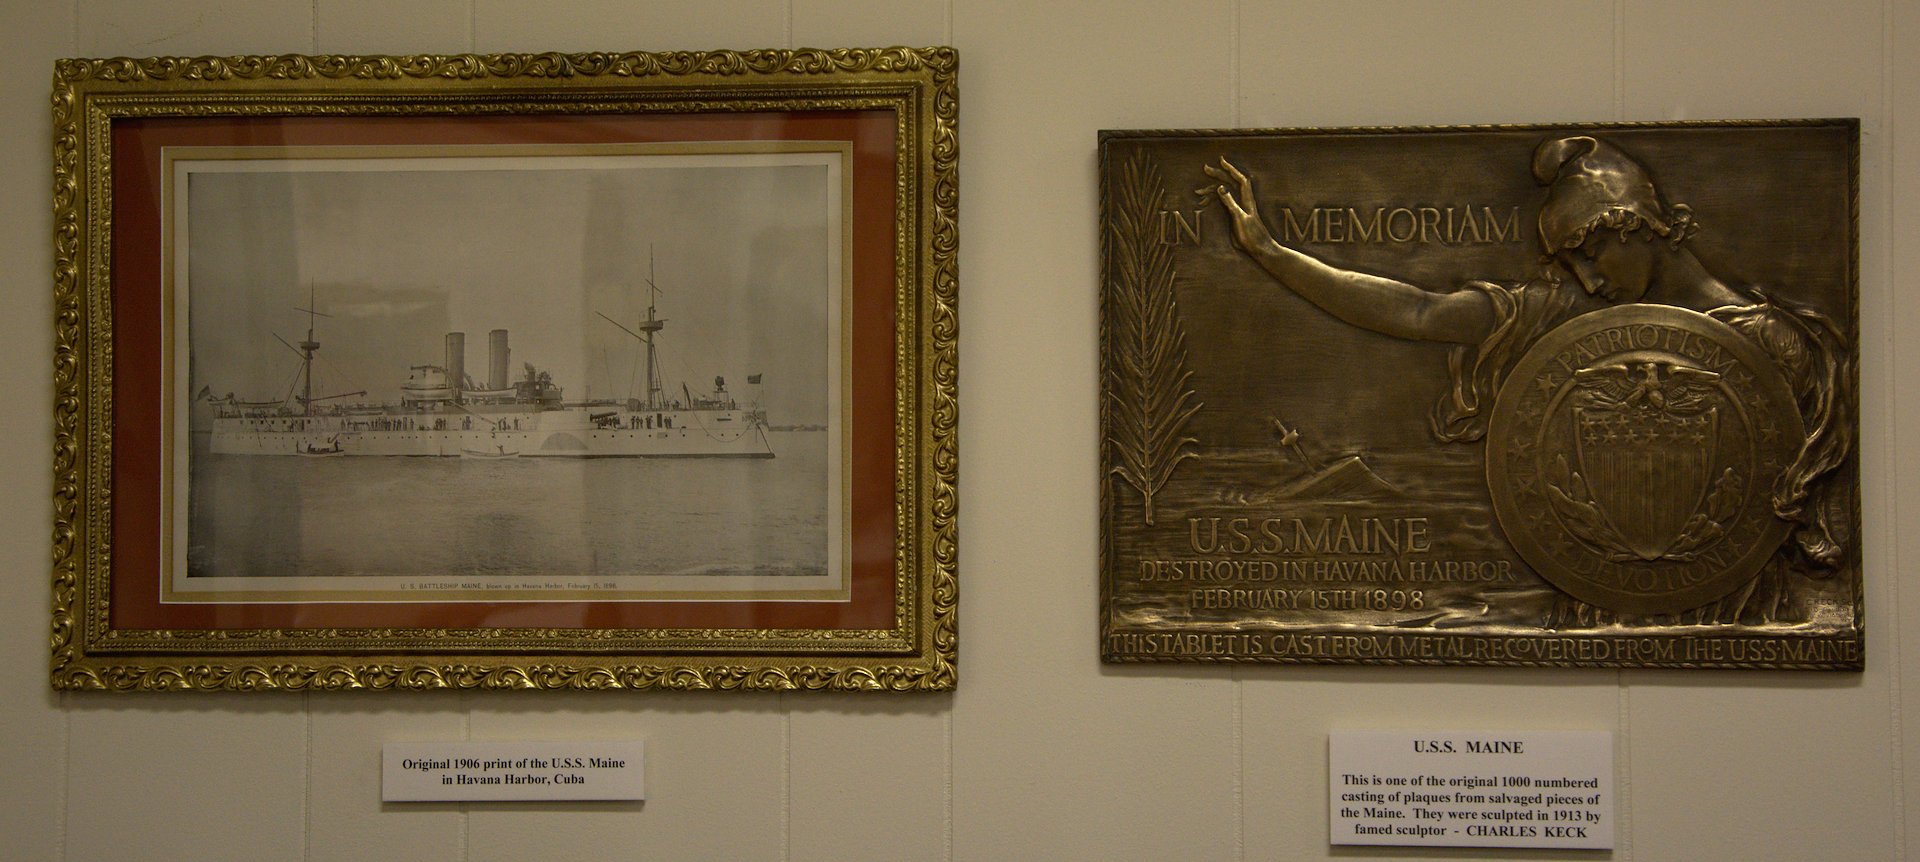 U. S. BATTLESHIP MAINE, blown up in Havana Harbor, February 15, 1898.
Original 1906 print of the U.S.S. Maine
in Havana Harbor, Cuba
IN MEMORIAM
PATRIOTISM
DEVOTION
U.S.S. MAINE
DESTROYED IN HAVANA HARBOR
FEBRUARY 15TH 1898
THIS TABLET IS CAST FROM METAL RECOVERED FROM THE U.S.S. MAINE
U.S.S. MAINE
This is one of the original 1000 numbered
casting of plaques from salvaged pieces of
the Maine. They were sculpted in 1913 by
famed sculptor - CHARLES KECK